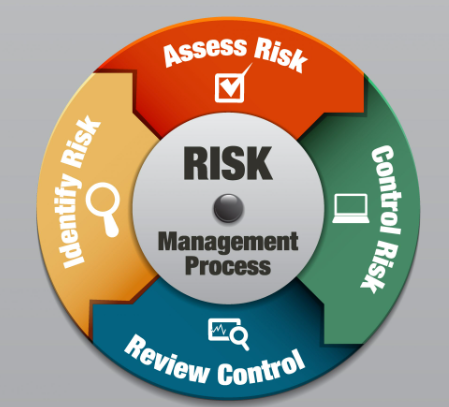 Assess Risk
Identify Risk
RISK
Management
Process
Control Risk
Review Control